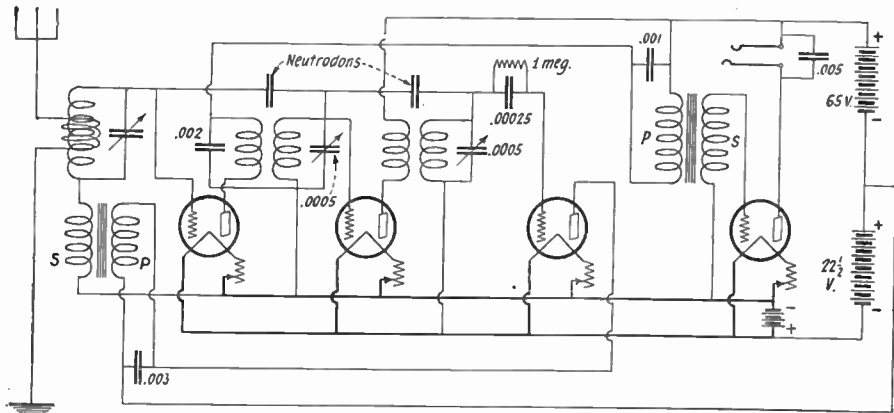 .001
Neutrodons
1 meg.
+
.005
65 V.
-
.002
.00025
P
S
.0005
.0005
S
P
+
22½
V.
-
-
+
.003